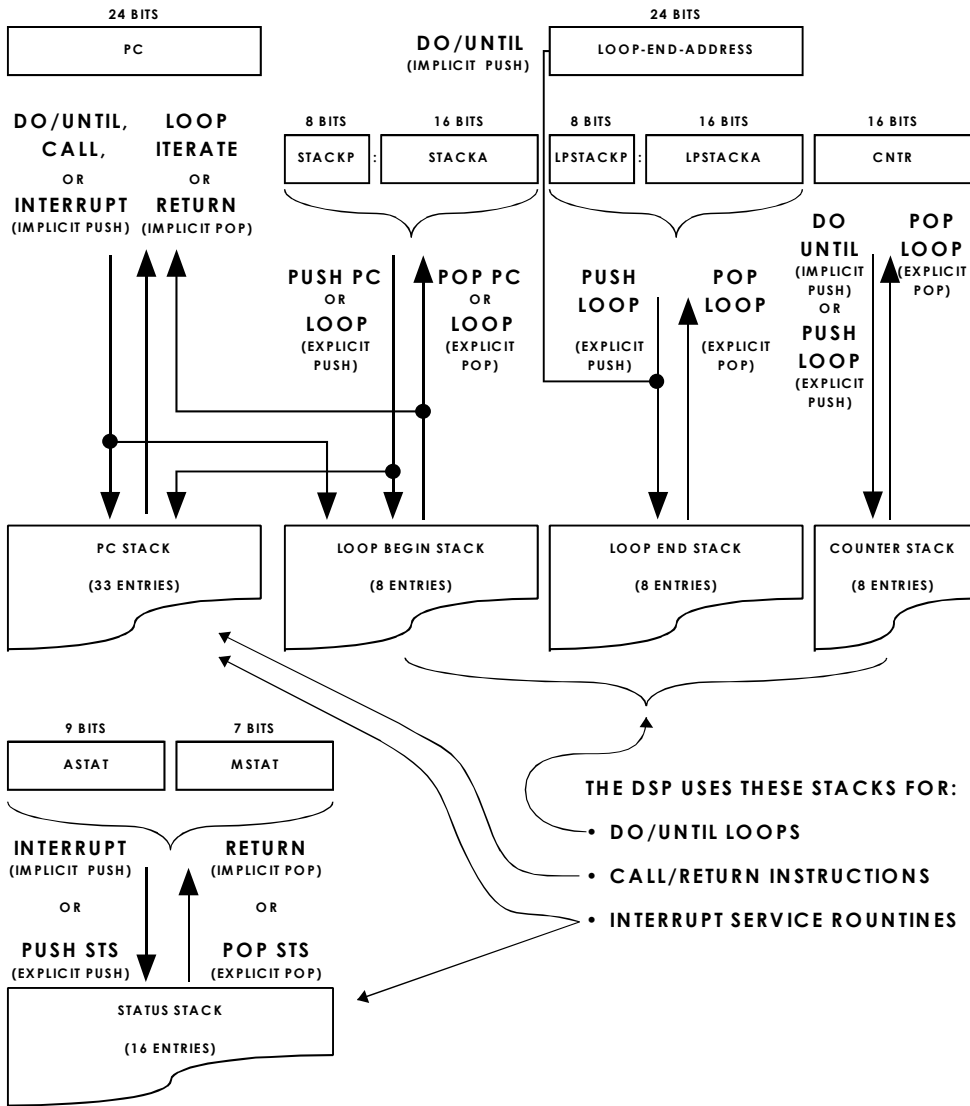 24 BITS
PC
24 BITS
DO/UNTIL
(IMPLICIT PUSH)
LOOP-END-ADDRESS
DO/UNTIL,
CALL,
OR
INTERRUPT
(IMPLICIT PUSH)
LOOP
ITERATE
OR
RETURN
(IMPLICIT POP)
8 BITS
16 BITS
STACKP
:
STACKA
8 BITS
16 BITS
LPSTACKP
:
LPSTACKA
16 BITS
CNTR
PUSH PC
OR
LOOP
(EXPLICIT
PUSH)
POP PC
OR
LOOP
(EXPLICIT
POP)
PUSH
LOOP
(EXPLICIT
PUSH)
POP
LOOP
(EXPLICIT
POP)
DO
UNTIL
(IMPLICIT
PUSH)
OR
PUSH
LOOP
(EXPLICIT
PUSH)
POP
LOOP
(EXPLICIT
POP)
PC STACK
(33 ENTRIES)
LOOP BEGIN STACK
(8 ENTRIES)
LOOP END STACK
(8 ENTRIES)
COUNTER STACK
(8 ENTRIES)
9 BITS
7 BITS
ASTAT
MSTAT
INTERRUPT
(IMPLICIT PUSH)
OR
PUSH STS
(EXPLICIT PUSH)
RETURN
(IMPLICIT POP)
OR
POP STS
(EXPLICIT POP)
STATUS STACK
(16 ENTRIES)
THE DSP USES THESE STACKS FOR:
• DO/UNTIL LOOPS
• CALL/RETURN INSTRUCTIONS
• INTERRUPT SERVICE ROUNTINES